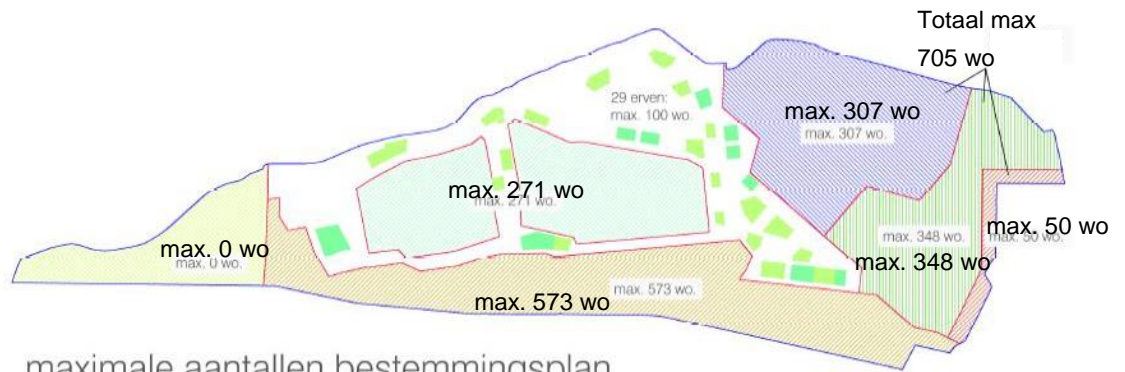 Totaal max
705 wo
29 erven:
max. 100 wo.
max. 307 wo
max. 307 wo.
max. 271 wo
max. 271 wo.
max. 50 wo
max. 50 wo.
max. 348 wo.
max. 348 wo
max. 0 wo
max. 0 wo.
max. 573 wo.
max. 573 wo
maximale aantallen bestemmingsplan